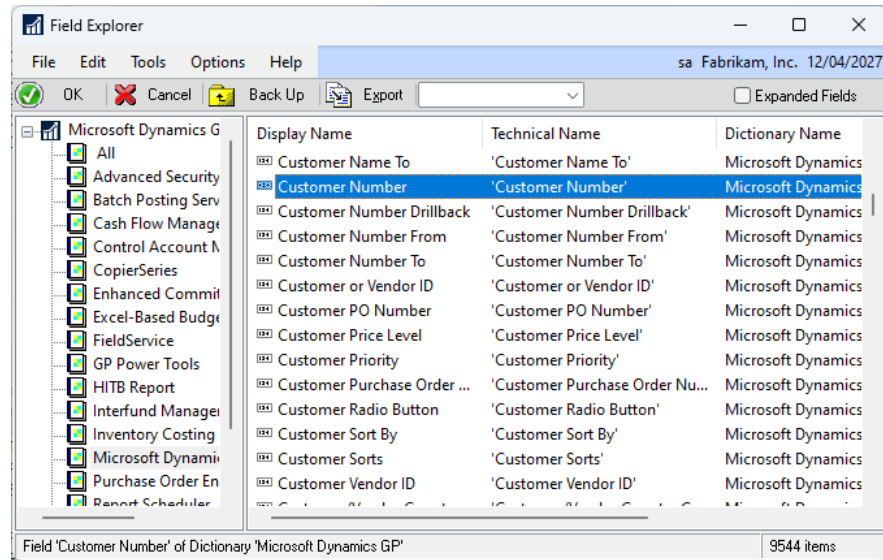 Field Explorer
File Edit Tools Options Help
sa Fabrikam, Inc. 12/04/2027
OK Cancel Back Up Export Expanded Fields
Microsoft Dynamics G
All
Advanced Security
Batch Posting Serv
Cash Flow Manage
Control Account M
CopierSeries
Enhanced Commit
Excel-Based Budge
FieldService
GP Power Tools
HITB Report
Interfund Manager
Inventory Costing
Microsoft Dynami
Purchase Order En
Report Scheduler
Display Name Technical Name Dictionary Name
Customer Name To 'Customer Name To' Microsoft Dynamics
Customer Number 'Customer Number' Microsoft Dynamics
Customer Number Drillback 'Customer Number Drillback' Microsoft Dynamics
Customer Number From 'Customer Number From' Microsoft Dynamics
Customer Number To 'Customer Number To' Microsoft Dynamics
Customer or Vendor ID 'Customer or Vendor ID' Microsoft Dynamics
Customer PO Number 'Customer PO Number' Microsoft Dynamics
Customer Price Level 'Customer Price Level' Microsoft Dynamics
Customer Priority 'Customer Priority' Microsoft Dynamics
Customer Purchase Order ... 'Customer Purchase Order Nu... Microsoft Dynamics
Customer Radio Button 'Customer Radio Button' Microsoft Dynamics
Customer Sort By 'Customer Sort By' Microsoft Dynamics
Customer Sorts 'Customer Sorts' Microsoft Dynamics
Customer Vendor ID 'Customer Vendor ID' Microsoft Dynamics
Field 'Customer Number' of Dictionary 'Microsoft Dynamics GP' 9544 items